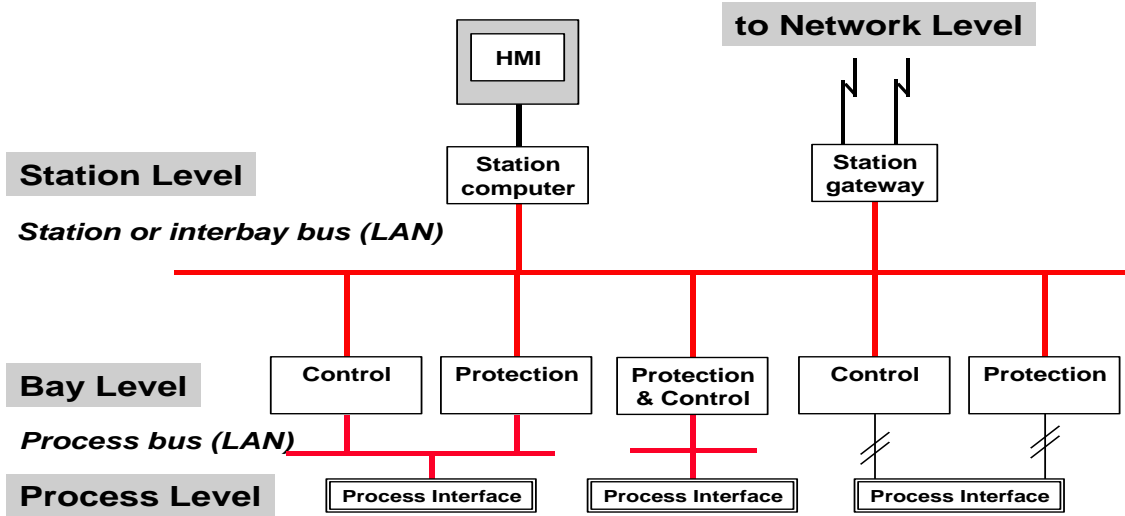 to Network Level
HMI
Station
computer
Station
gateway
Station Level
Station or interbay bus (LAN)
Control
Protection
Protection
& Control
Control
Protection
Bay Level
Process bus (LAN)
Process Level
Process Interface
Process Interface
Process Interface